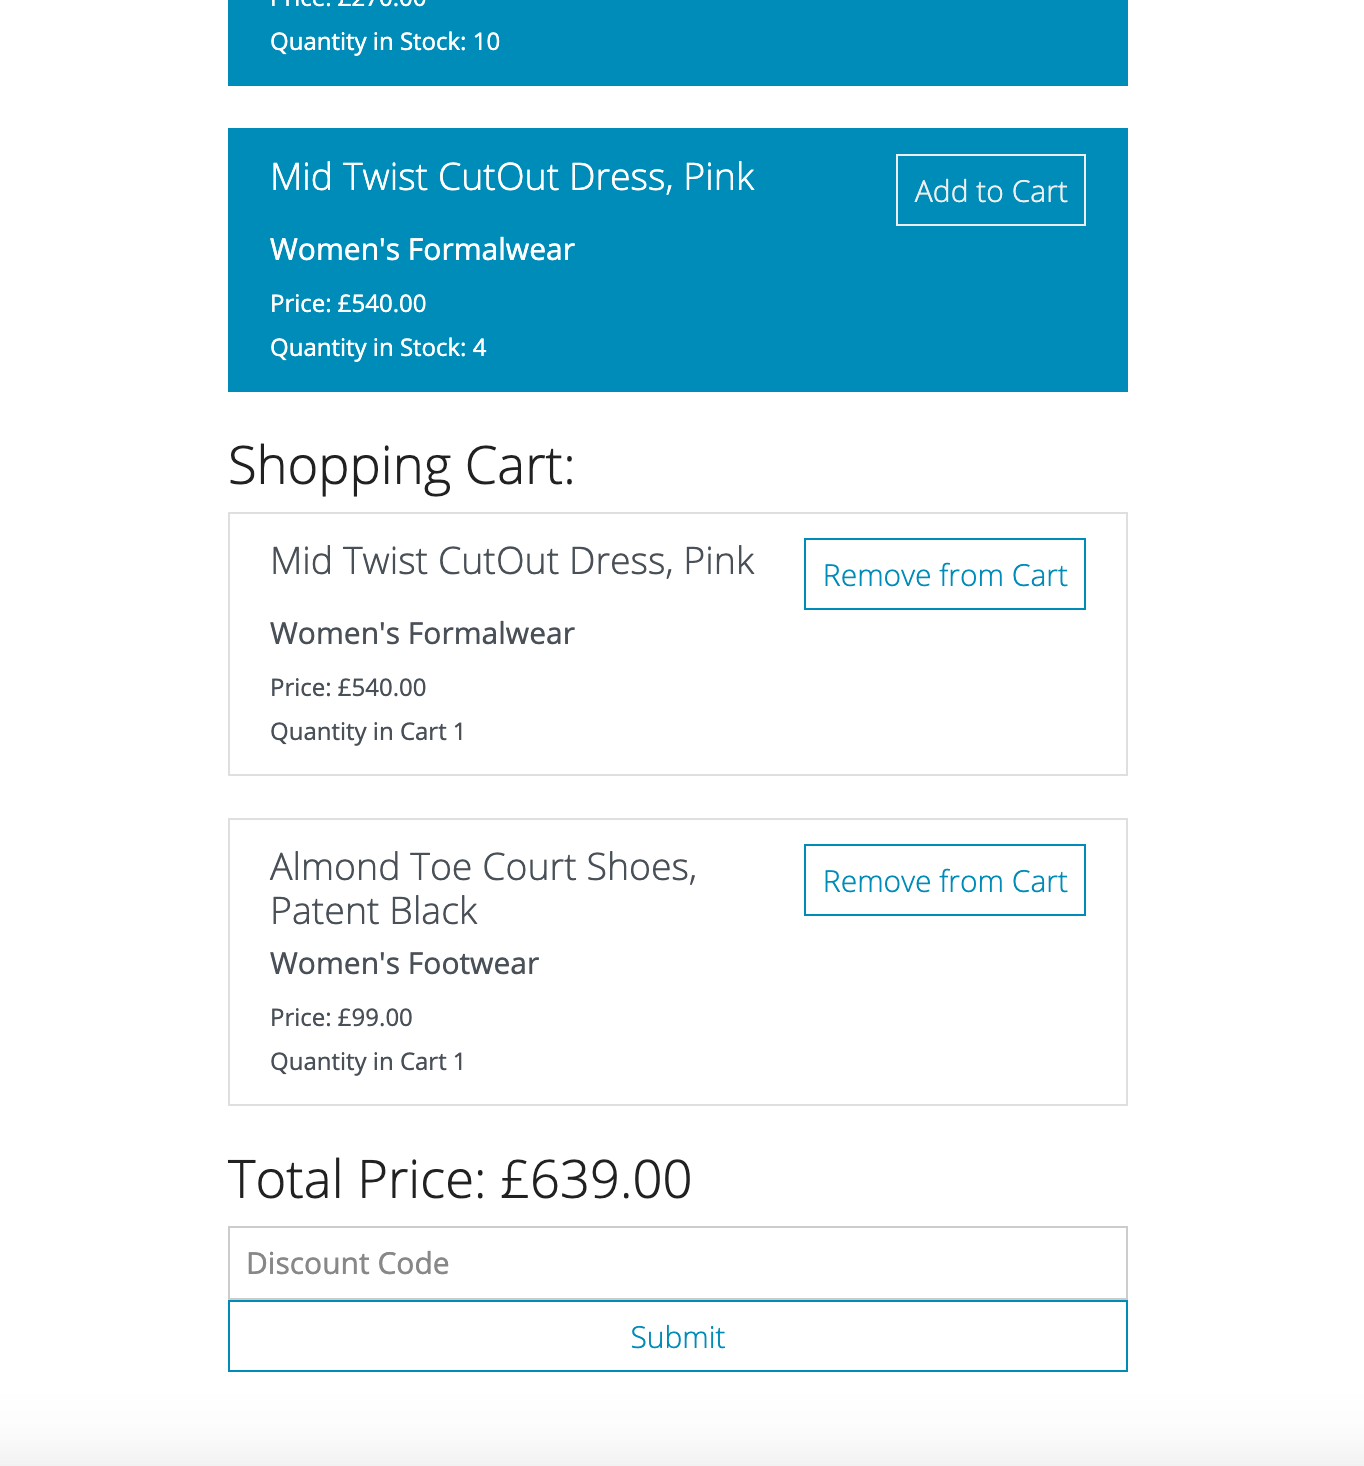 Price: £270.00
Quantity in Stock: 10
Mid Twist CutOut Dress, Pink
Add to Cart
Women's Formalwear
Price: £540.00
Quantity in Stock: 4
Shopping Cart:
Mid Twist CutOut Dress, Pink
Remove from Cart
Women's Formalwear
Price: £540.00
Quantity in Cart 1
Almond Toe Court Shoes,
Patent Black
Remove from Cart
Women's Footwear
Price: £99.00
Quantity in Cart 1
Total Price: £639.00
Discount Code
Submit